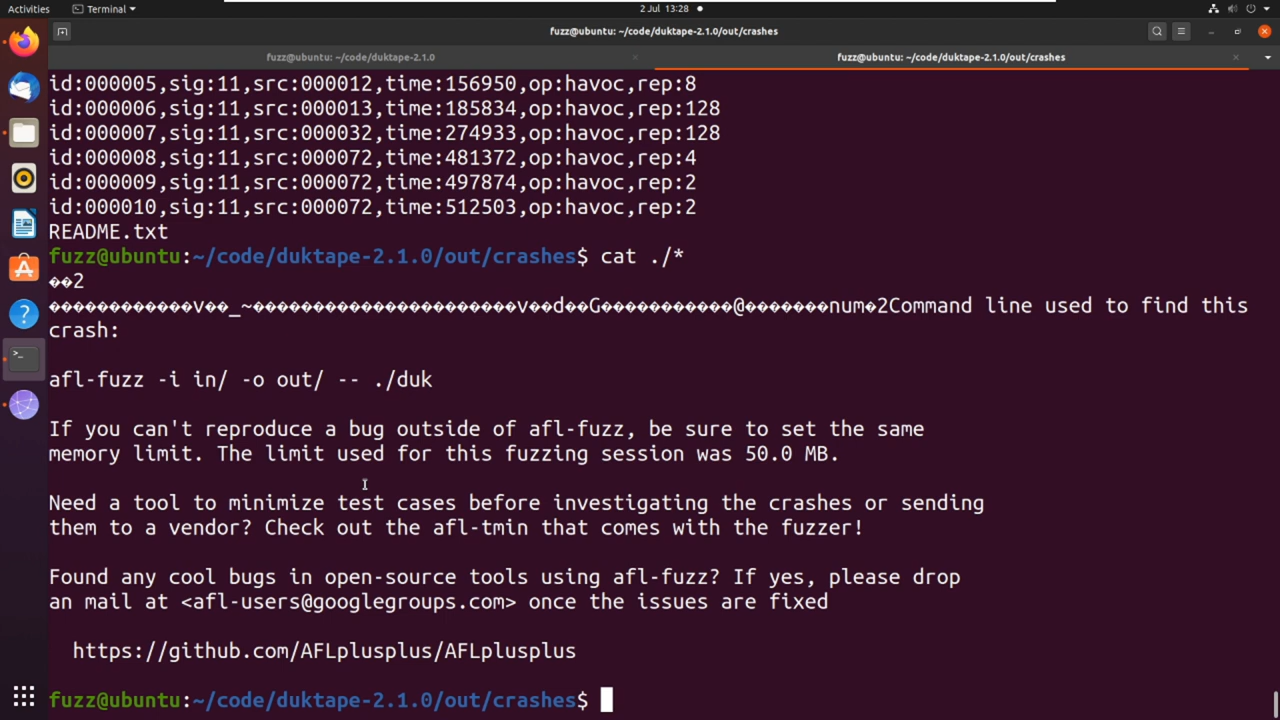 Activities
Terminal
2 Jul 13:28
fuzz@ubuntu: ~/code/duktape-2.1.0/out/crashes
fuzz@ubuntu: ~/code/duktape-2.1.0
fuzz@ubuntu: ~/code/duktape-2.1.0/out/crashes
id:000005,sig:11,src:000012,time:156950,op:havoc,rep:8
id:000006,sig:11,src:000013,time:185834,op:havoc,rep:128
id:000007,sig:11,src:000032,time:274933,op:havoc,rep:128
id:000008,sig:11,src:000072,time:481372,op:havoc,rep:4
id:000009,sig:11,src:000072,time:497874,op:havoc,rep:2
id:000010,sig:11,src:000072,time:512503,op:havoc,rep:2
README.txt
fuzz@ubuntu:~/code/duktape-2.1.0/out/crashes$ cat ./*
��2
������������v��_~����������������������v��d��G�����������@�������num�2Command line used to find this
crash:
afl-fuzz -i in/ -o out/ -- ./duk
If you can't reproduce a bug outside of afl-fuzz, be sure to set the same
memory limit. The limit used for this fuzzing session was 50.0 MB.
Need a tool to minimize test cases before investigating the crashes or sending
them to a vendor? Check out the afl-tmin that comes with the fuzzer!
Found any cool bugs in open-source tools using afl-fuzz? If yes, please drop
an mail at <afl-users@googlegroups.com> once the issues are fixed
https://github.com/AFLplusplus/AFLplusplus
fuzz@ubuntu:~/code/duktape-2.1.0/out/crashes$